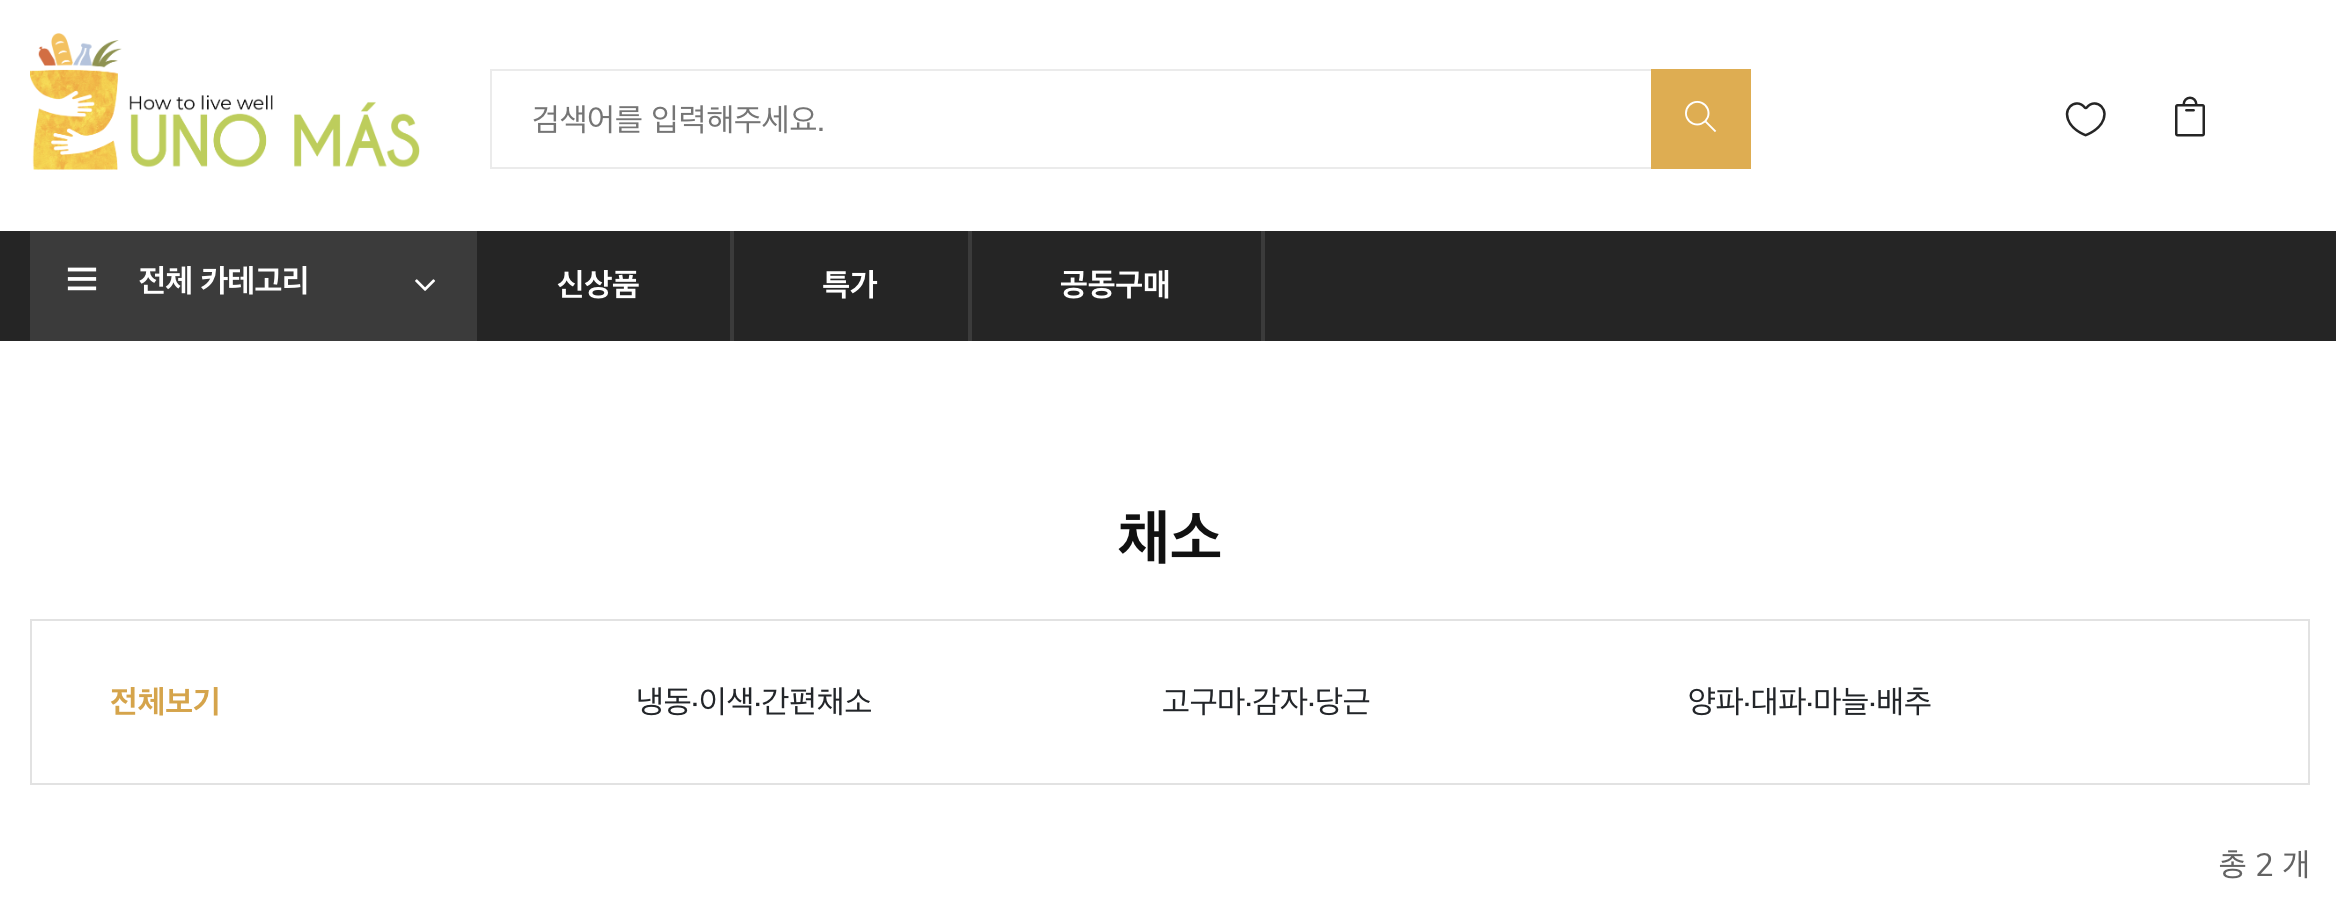 How to live well
UNO MÁS
검색어를 입력해주세요.
전체 카테고리
신상품
특가
공동구매
채소
전체보기
냉동·이색·간편채소
고구마·감자·당근
양파·대파·마늘·배추
총 2 개